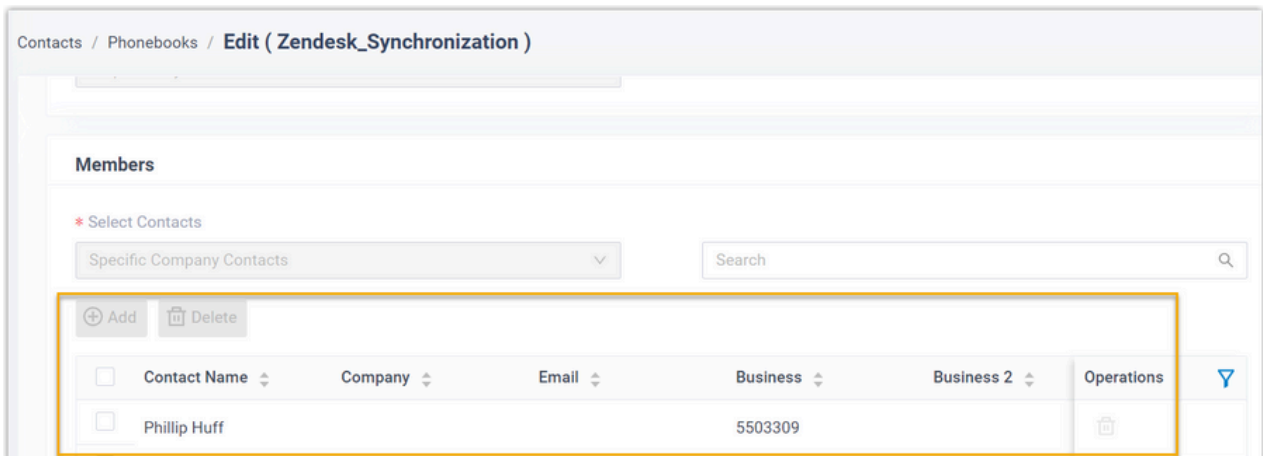 Contacts / Phonebooks / Edit ( Zendesk_Synchronization )
Members
* Select Contacts
Specific Company Contacts
Search
Add Delete
Contact Name Company Email Business Business 2 Operations
Phillip Huff 5503309